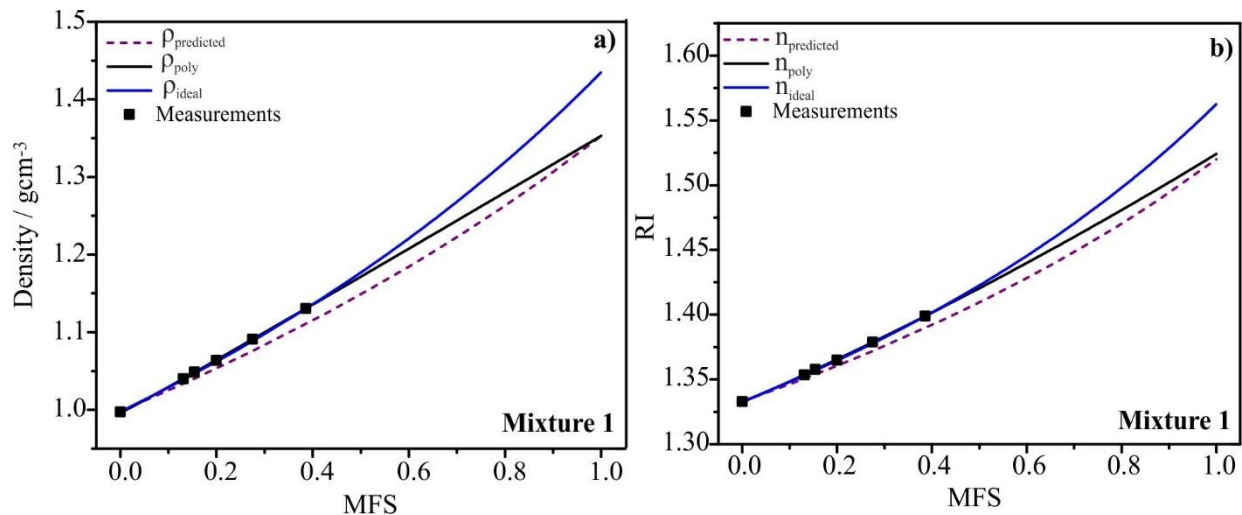 a)
ρpredicted
ρpoly
ρideal
Measurements
1.5
1.4
1.3
1.2
1.1
1.0
Density / gcm-3
Mixture 1
0.0 0.2 0.4 0.6 0.8 1.0
MFS
b)
npredicted
npoly
nideal
Measurements
1.60
1.55
1.50
1.45
1.40
1.35
1.30
RI
Mixture 1
0.0 0.2 0.4 0.6 0.8 1.0
MFS